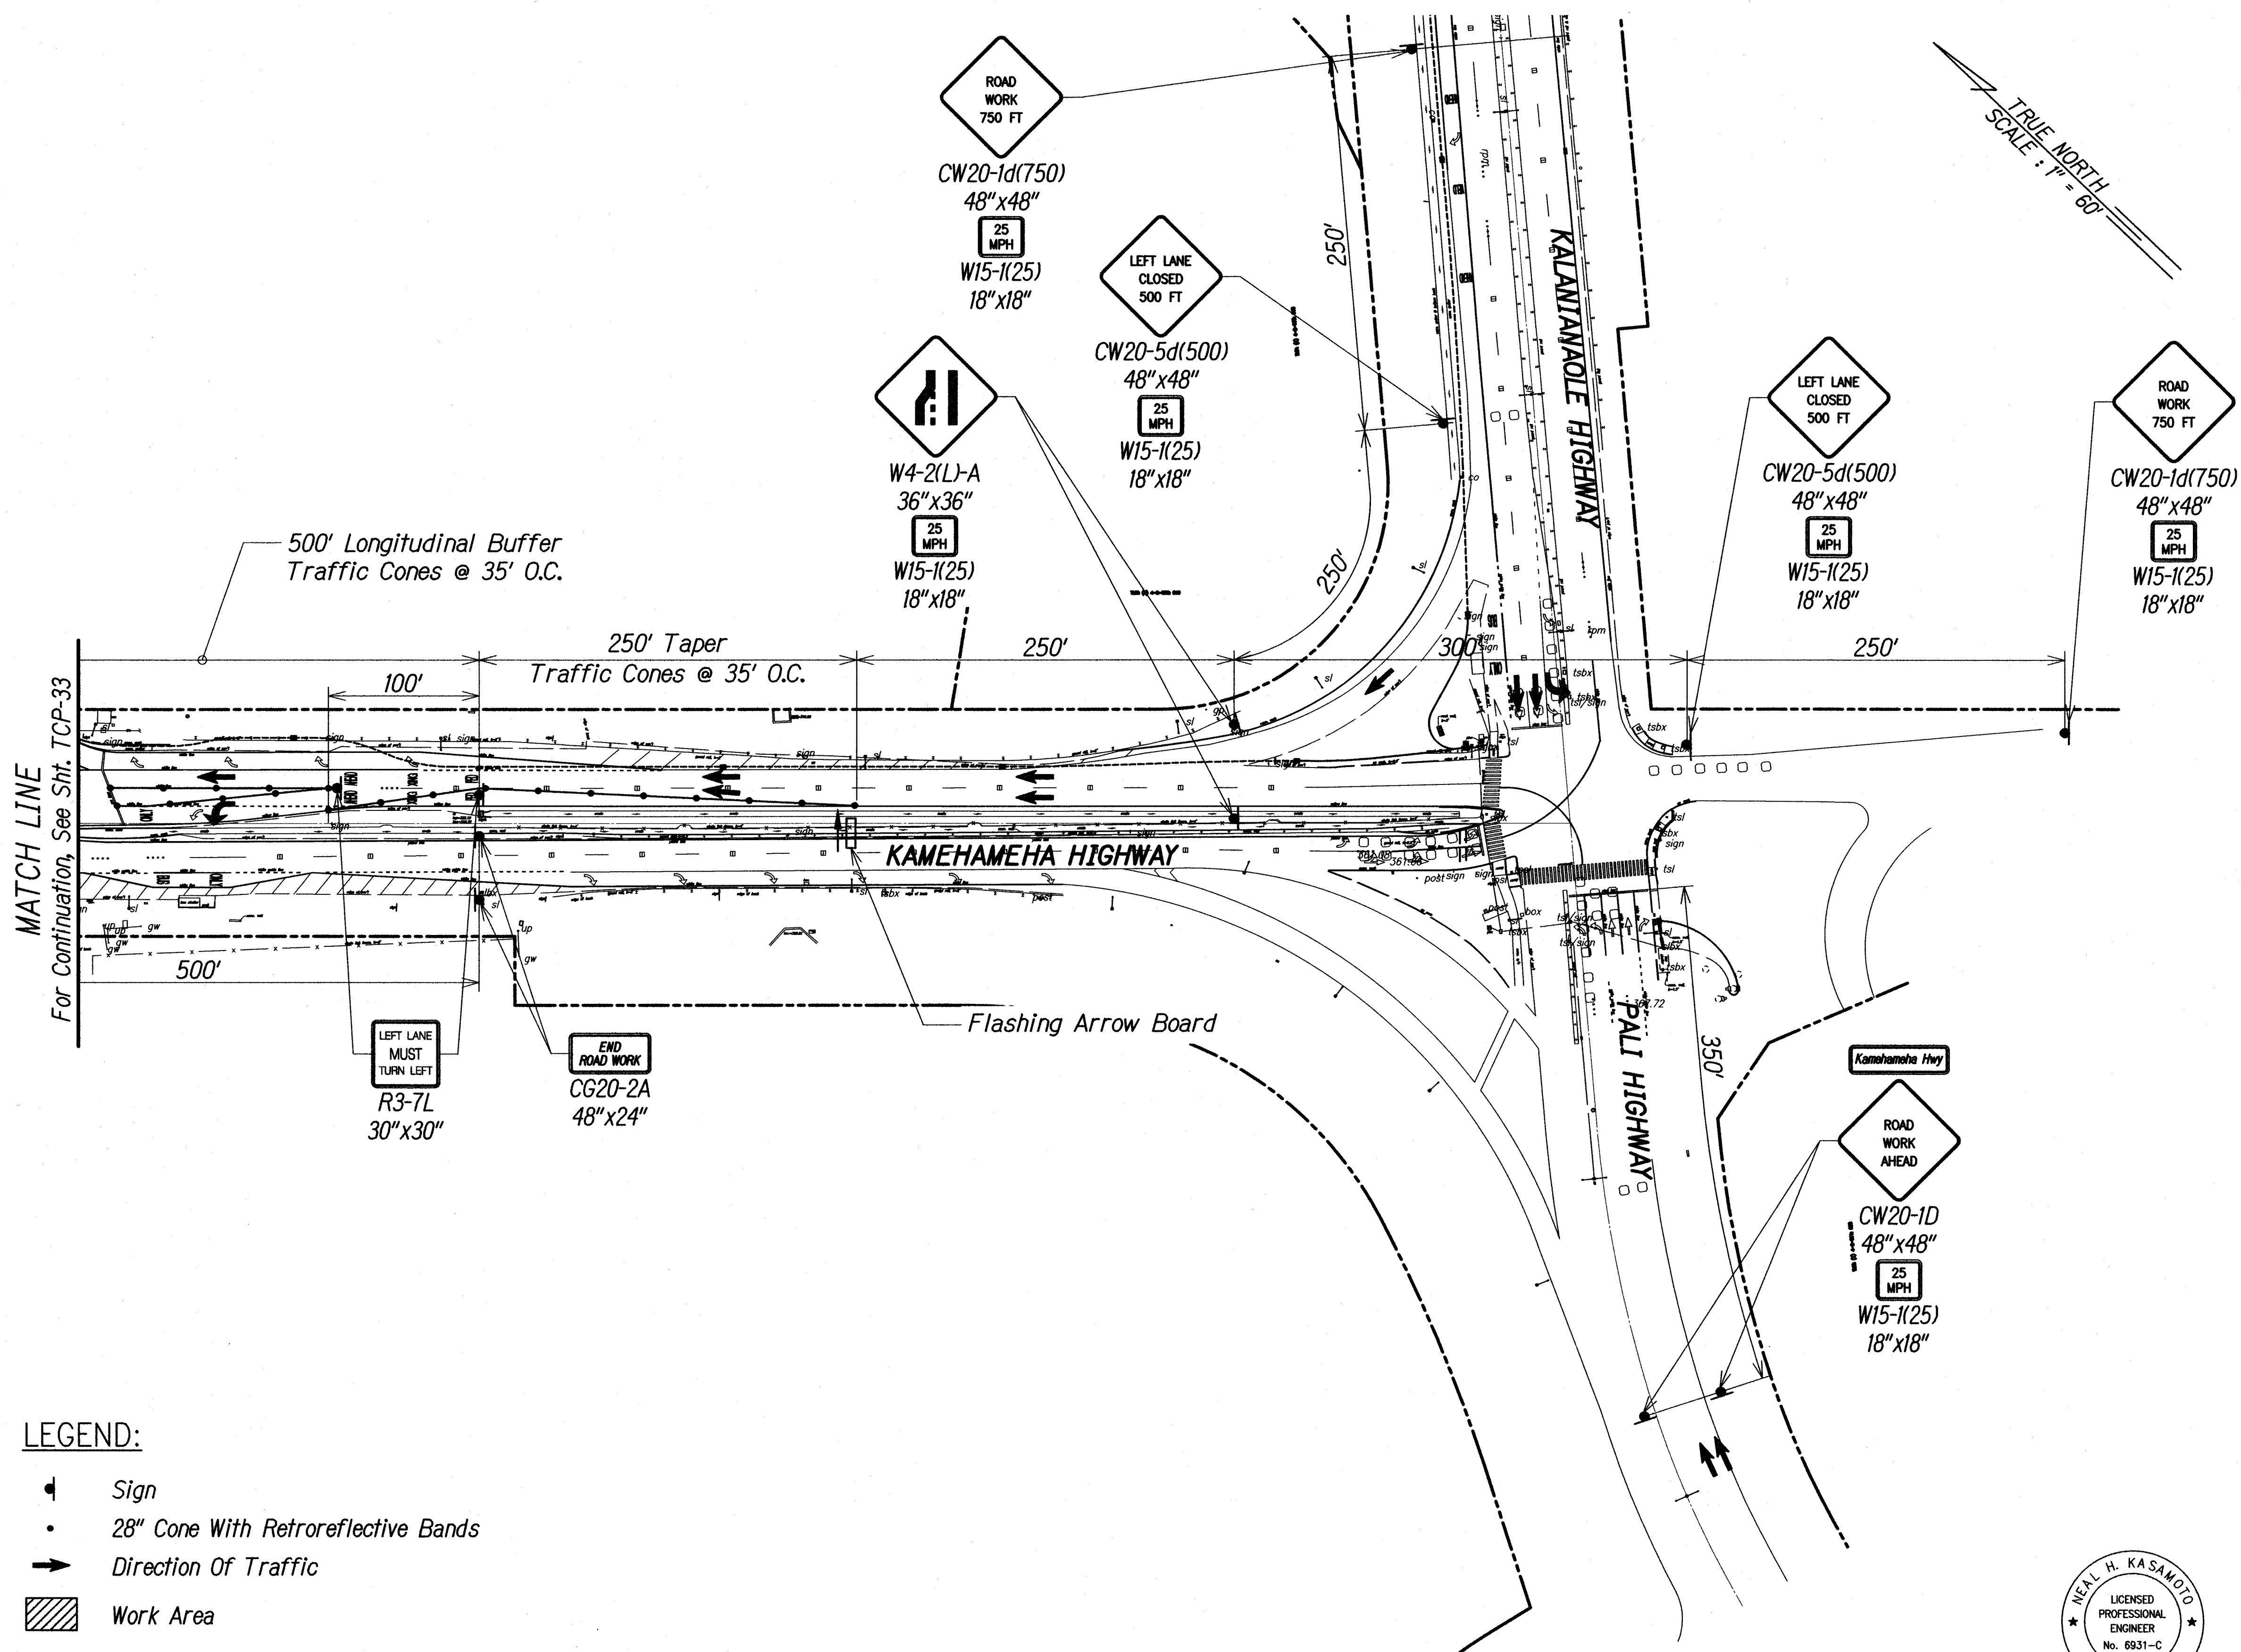 ROAD
WORK
750 FT
CW20-1d(750)
48"x48"
25
MPH
W15-1(25)
18"x18"
LEFT LANE
CLOSED
500 FT
CW20-5d(500)
48"x48"
25
MPH
W15-1(25)
18"x18"
W4-2(L)-A
36"x36"
25
MPH
W15-1(25)
18"x18"
TRUE NORTH
SCALE : 1" = 60'
KALANIANAOLE HIGHWAY
250'
250'
LEFT LANE
CLOSED
500 FT
CW20-5d(500)
48"x48"
25
MPH
W15-1(25)
18"x18"
ROAD
WORK
750 FT
CW20-1d(750)
48"x48"
25
MPH
W15-1(25)
18"x18"
500' Longitudinal Buffer
Traffic Cones @ 35' O.C.
250' Taper
Traffic Cones @ 35' O.C.
250'
300'
250'
100'
MATCH LINE
For Continuation, See Sht. TCP-33
KAMEHAMEHA HIGHWAY
500'
LEFT LANE
MUST
TURN LEFT
R3-7L
30"x30"
END
ROAD WORK
CG20-2A
48"x24"
Flashing Arrow Board
PALI HIGHWAY
367.72
350'
Kamehameha Hwy
ROAD
WORK
AHEAD
CW20-1D
48"x48"
25
MPH
W15-1(25)
18"x18"
LEGEND:
Sign
28" Cone With Retroreflective Bands
Direction Of Traffic
Work Area
NEAL H. KASAMOTO
LICENSED
PROFESSIONAL
ENGINEER
No. 6931-C